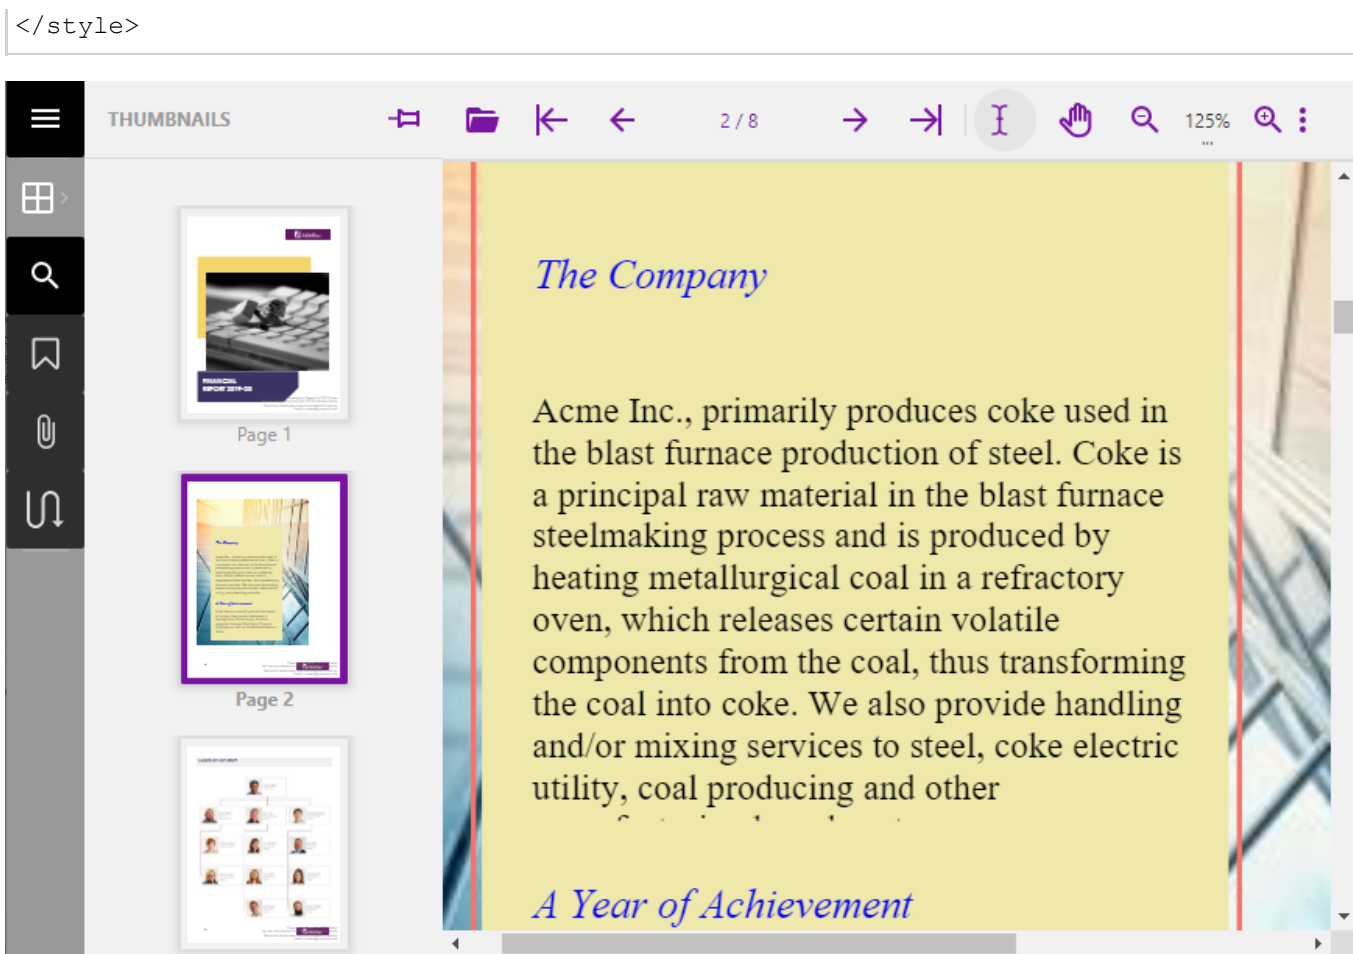 </style>
THUMBNAILS
2 / 8
125%
...
FINANCIAL
REPORT 2019-20
Page 1
Page 2
The Company
Acme Inc., primarily produces coke used in
the blast furnace production of steel. Coke is
a principal raw material in the blast furnace
steelmaking process and is produced by
heating metallurgical coal in a refractory
oven, which releases certain volatile
components from the coal, thus transforming
the coal into coke. We also provide handling
and/or mixing services to steel, coke electric
utility, coal producing and other
A Year of Achievement